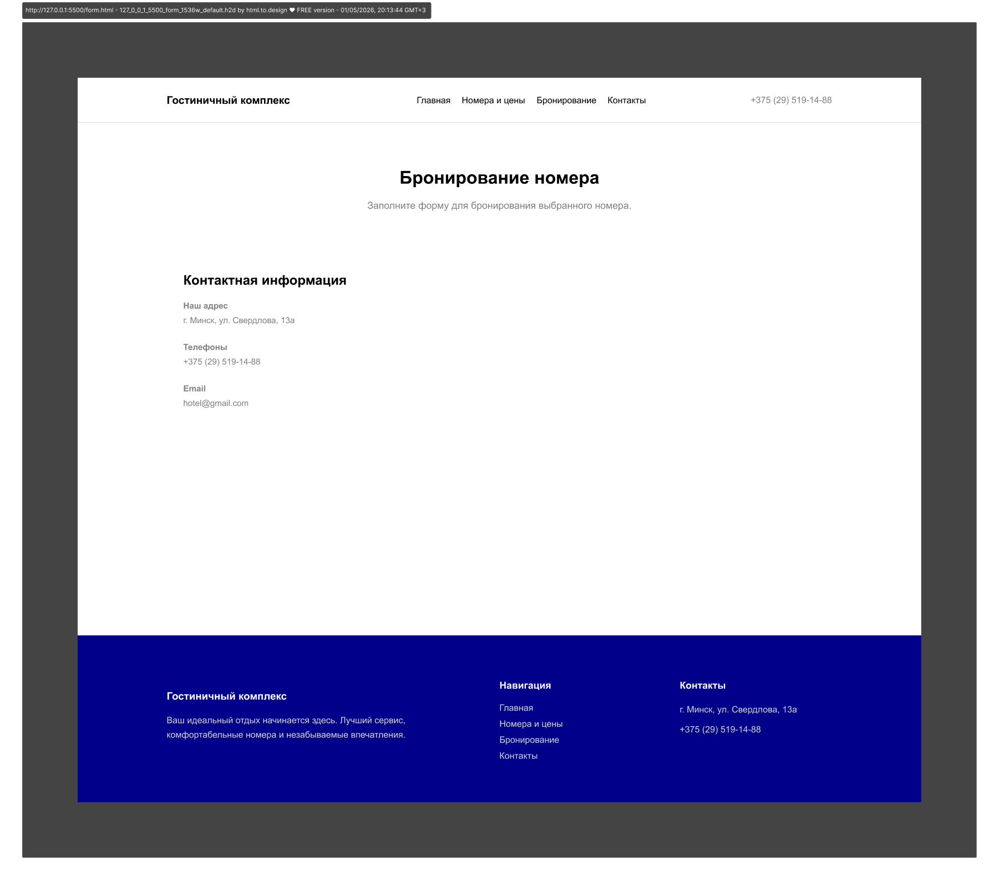 http://127.0.0.1:5500/form.html - 127_0_0_1_5500_form_1536w_default.h2d by html.to.design ❤ FREE version - 01/05/2026, 20:13:44 GMT+3
Гостиничный комплекс
Главная Номера и цены Бронирование Контакты
+375 (29) 519-14-88
Бронирование номера
Заполните форму для бронирования выбранного номера.
Контактная информация
Наш адрес
г. Минск, ул. Свердлова, 13а
Телефоны
+375 (29) 519-14-88
Email
hotel@gmail.com
Гостиничный комплекс
Ваш идеальный отдых начинается здесь. Лучший сервис,
комфортабельные номера и незабываемые впечатления.
Навигация
Главная
Номера и цены
Бронирование
Контакты
Контакты
г. Минск, ул. Свердлова, 13а
+375 (29) 519-14-88